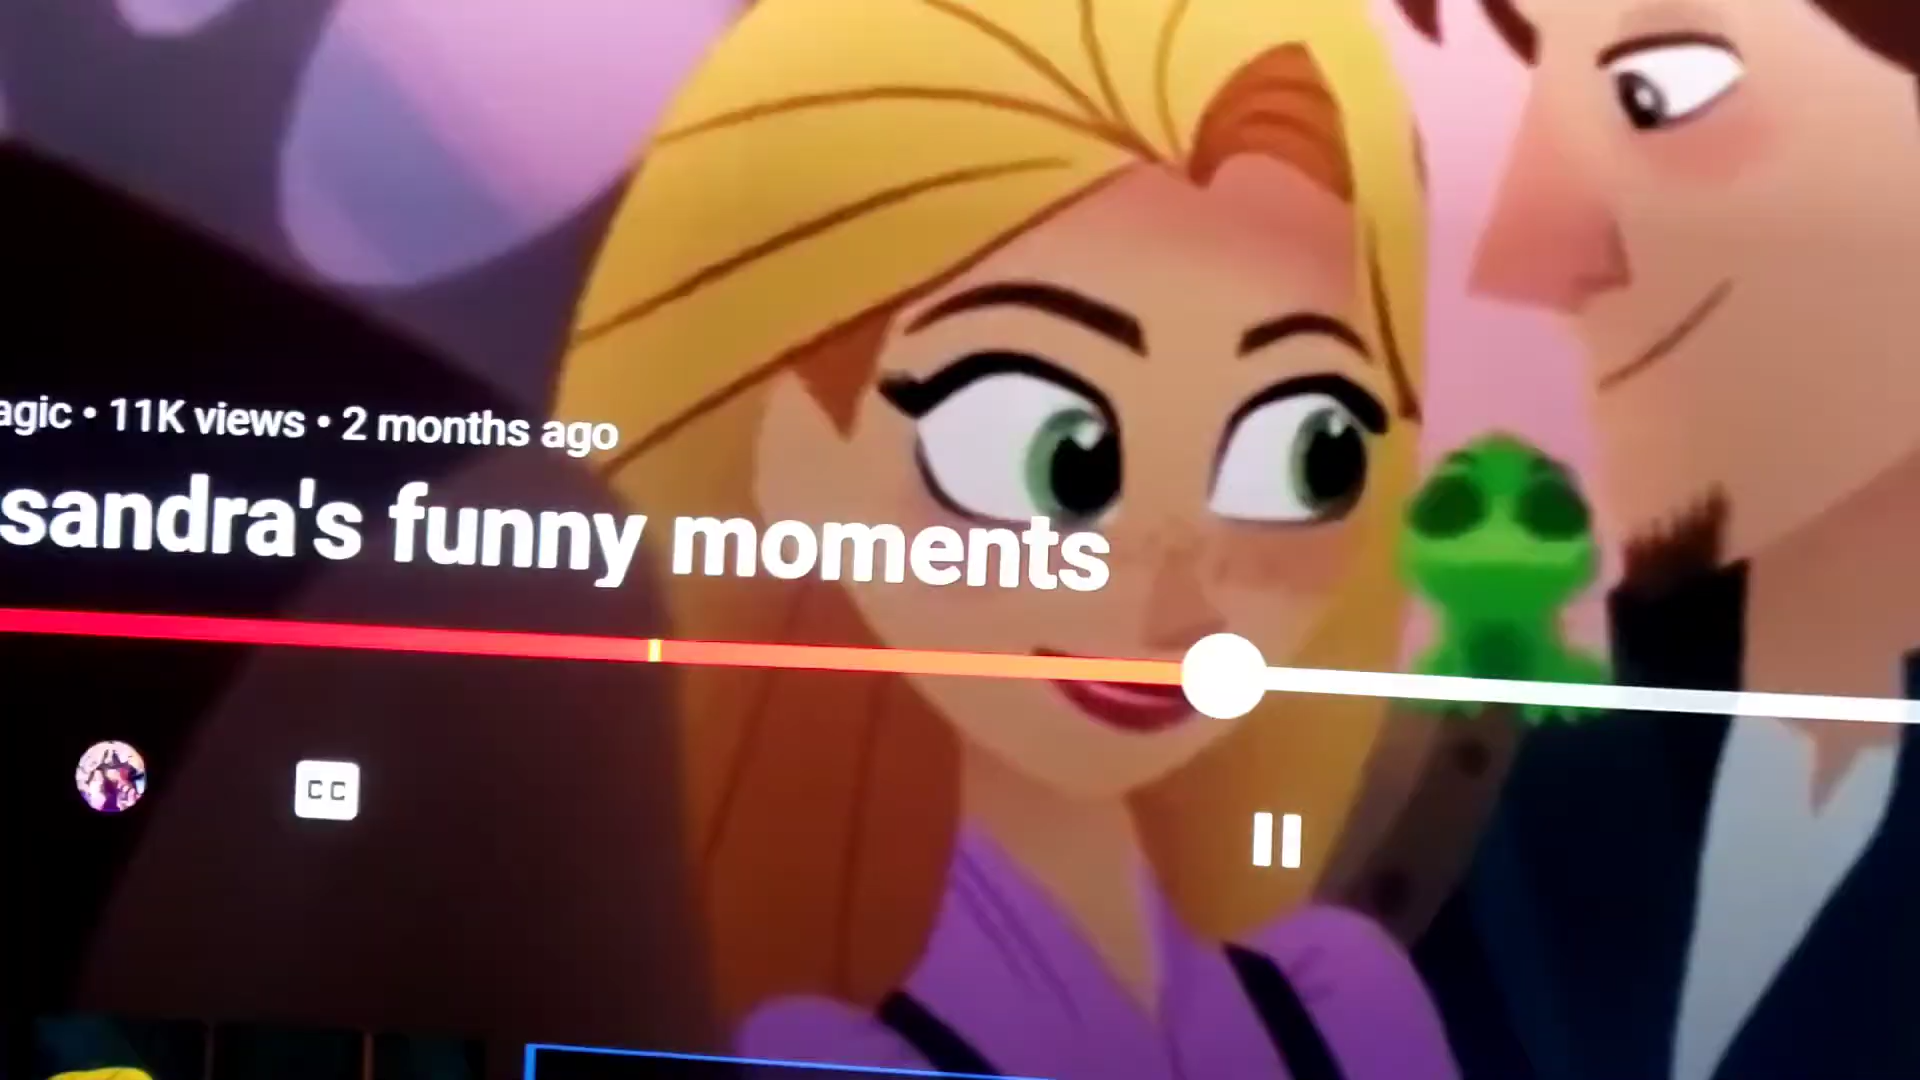 agic • 11K views • 2 months ago
sandra's funny moments
CC